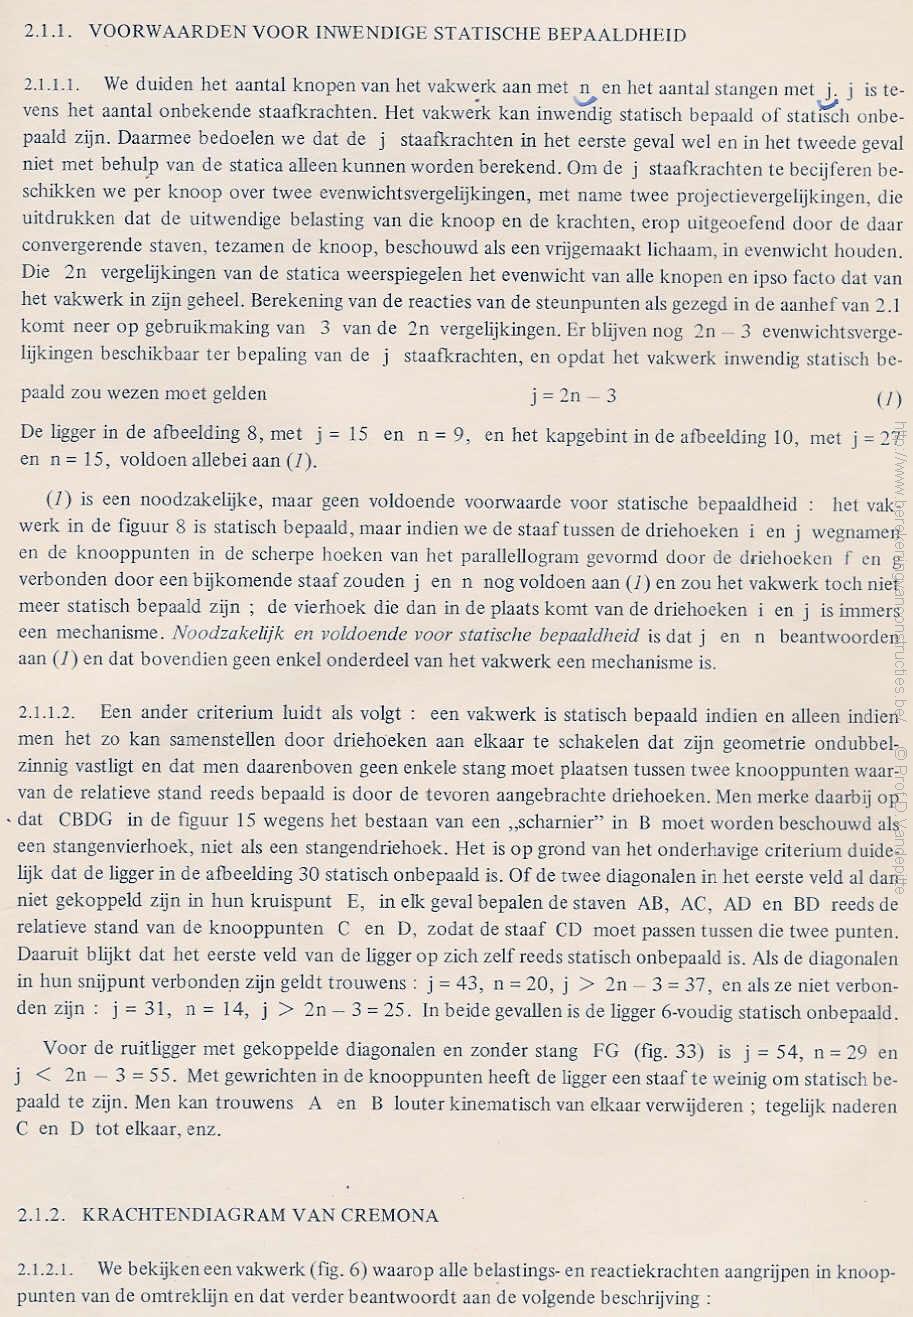 2.1.1. VOORWAARDEN VOOR INWENDIGE STATISCHE BEPAALDHEID
2.1.1.1. We duiden het aantal knopen van het vakwerk aan met n en het aantal stangen met j. j is te-
vens het aantal onbekende staafkrachten. Het vakwerk kan inwendig statisch bepaald of statisch onbe-
paald zijn. Daarmee bedoelen we dat de j staafkrachten in het eerste geval wel en in het tweede geval
niet met behulp van de statica alleen kunnen worden berekend. Om de j staafkrachten te becijferen be-
schikken we per knoop over twee evenwichtsvergelijkingen, met name twee projectievergelijkingen, die
uitdrukken dat de uitwendige belasting van die knoop en de krachten, erop uitgeoefend door de daar
convergerende staven, tezamen de knoop, beschouwd als een vrijgemaakt lichaam, in evenwicht houden.
Die 2n vergelijkingen van de statica weerspiegelen het evenwicht van alle knopen en ipso facto dat van
het vakwerk in zijn geheel. Berekening van de reacties van de steunpunten als gezegd in de aanhef van 2.1
komt neer op gebruikmaking van 3 van de 2n vergelijkingen. Er blijven nog 2n – 3 evenwichtsverge-
lijkingen beschikbaar ter bepaling van de j staafkrachten, en opdat het vakwerk inwendig statisch be-
paald zou wezen moet gelden j = 2n – 3 (1)
De ligger in de afbeelding 8, met j = 15 en n = 9, en het kapgebint in de afbeelding 10, met j = 27
en n = 15, voldoen allebei aan (1).
(1) is een noodzakelijke, maar geen voldoende voorwaarde voor statische bepaaldheid : het vak-
werk in de figuur 8 is statisch bepaald, maar indien we de staaf tussen de driehoeken i en j wegnamen
en de knooppunten in de scherpe hoeken van het parallellogram gevormd door de driehoeken f en g
verbonden door een bijkomende staaf zouden j en n nog voldoen aan (1) en zou het vakwerk toch niet
meer statisch bepaald zijn ; de vierhoek die dan in de plaats komt van de driehoeken i en j is immers
een mechanisme. Noodzakelijk en voldoende voor statische bepaaldheid is dat j en n beantwoorden
aan (1) en dat bovendien geen enkel onderdeel van het vakwerk een mechanisme is.
2.1.1.2. Een ander criterium luidt als volgt : een vakwerk is statisch bepaald indien en alleen indien
men het zo kan samenstellen door driehoeken aan elkaar te schakelen dat zijn geometrie ondubbel-
zinnig vastligt en dat men daarenboven geen enkele stang moet plaatsen tussen twee knooppunten waar-
van de relatieve stand reeds bepaald is door de tevoren aangebrachte driehoeken. Men merke daarbij op
dat CBDG in de figuur 15 wegens het bestaan van een „scharnier” in B moet worden beschouwd als
een stangenvierhoek, niet als een stangendriehoek. Het is op grond van het onderhavige criterium duide-
lijk dat de ligger in de afbeelding 30 statisch onbepaald is. Of de twee diagonalen in het eerste veld al dan
niet gekoppeld zijn in hun kruispunt E, in elk geval bepalen de staven AB, AC, AD en BD reeds de
relatieve stand van de knooppunten C en D, zodat de staaf CD moet passen tussen die twee punten.
Daaruit blijkt dat het eerste veld van de ligger op zich zelf reeds statisch onbepaald is. Als de diagonalen
in hun snijpunt verbonden zijn geldt trouwens : j = 43, n = 20, j > 2n – 3 = 37, en als ze niet verbon-
den zijn : j = 31, n = 14, j > 2n – 3 = 25. In beide gevallen is de ligger 6-voudig statisch onbepaald.
Voor de ruitligger met gekoppelde diagonalen en zonder stang FG (fig. 33) is j = 54, n = 29 en
j < 2n – 3 = 55. Met gewrichten in de knooppunten heeft de ligger een staaf te weinig om statisch be-
paald te zijn. Men kan trouwens A en B louter kinematisch van elkaar verwijderen ; tegelijk naderen
C en D tot elkaar, enz.
2.1.2. KRACHTENDIAGRAM VAN CREMONA
2.1.2.1. We bekijken een vakwerk (fig. 6) waarop alle belastings- en reactiekrachten aangrijpen in knoop-
punten van de omtreklijn en dat verder beantwoordt aan de volgende beschrijving :
http://www.berekeningvanconstructies.be/ © Prof D. Vandepitte